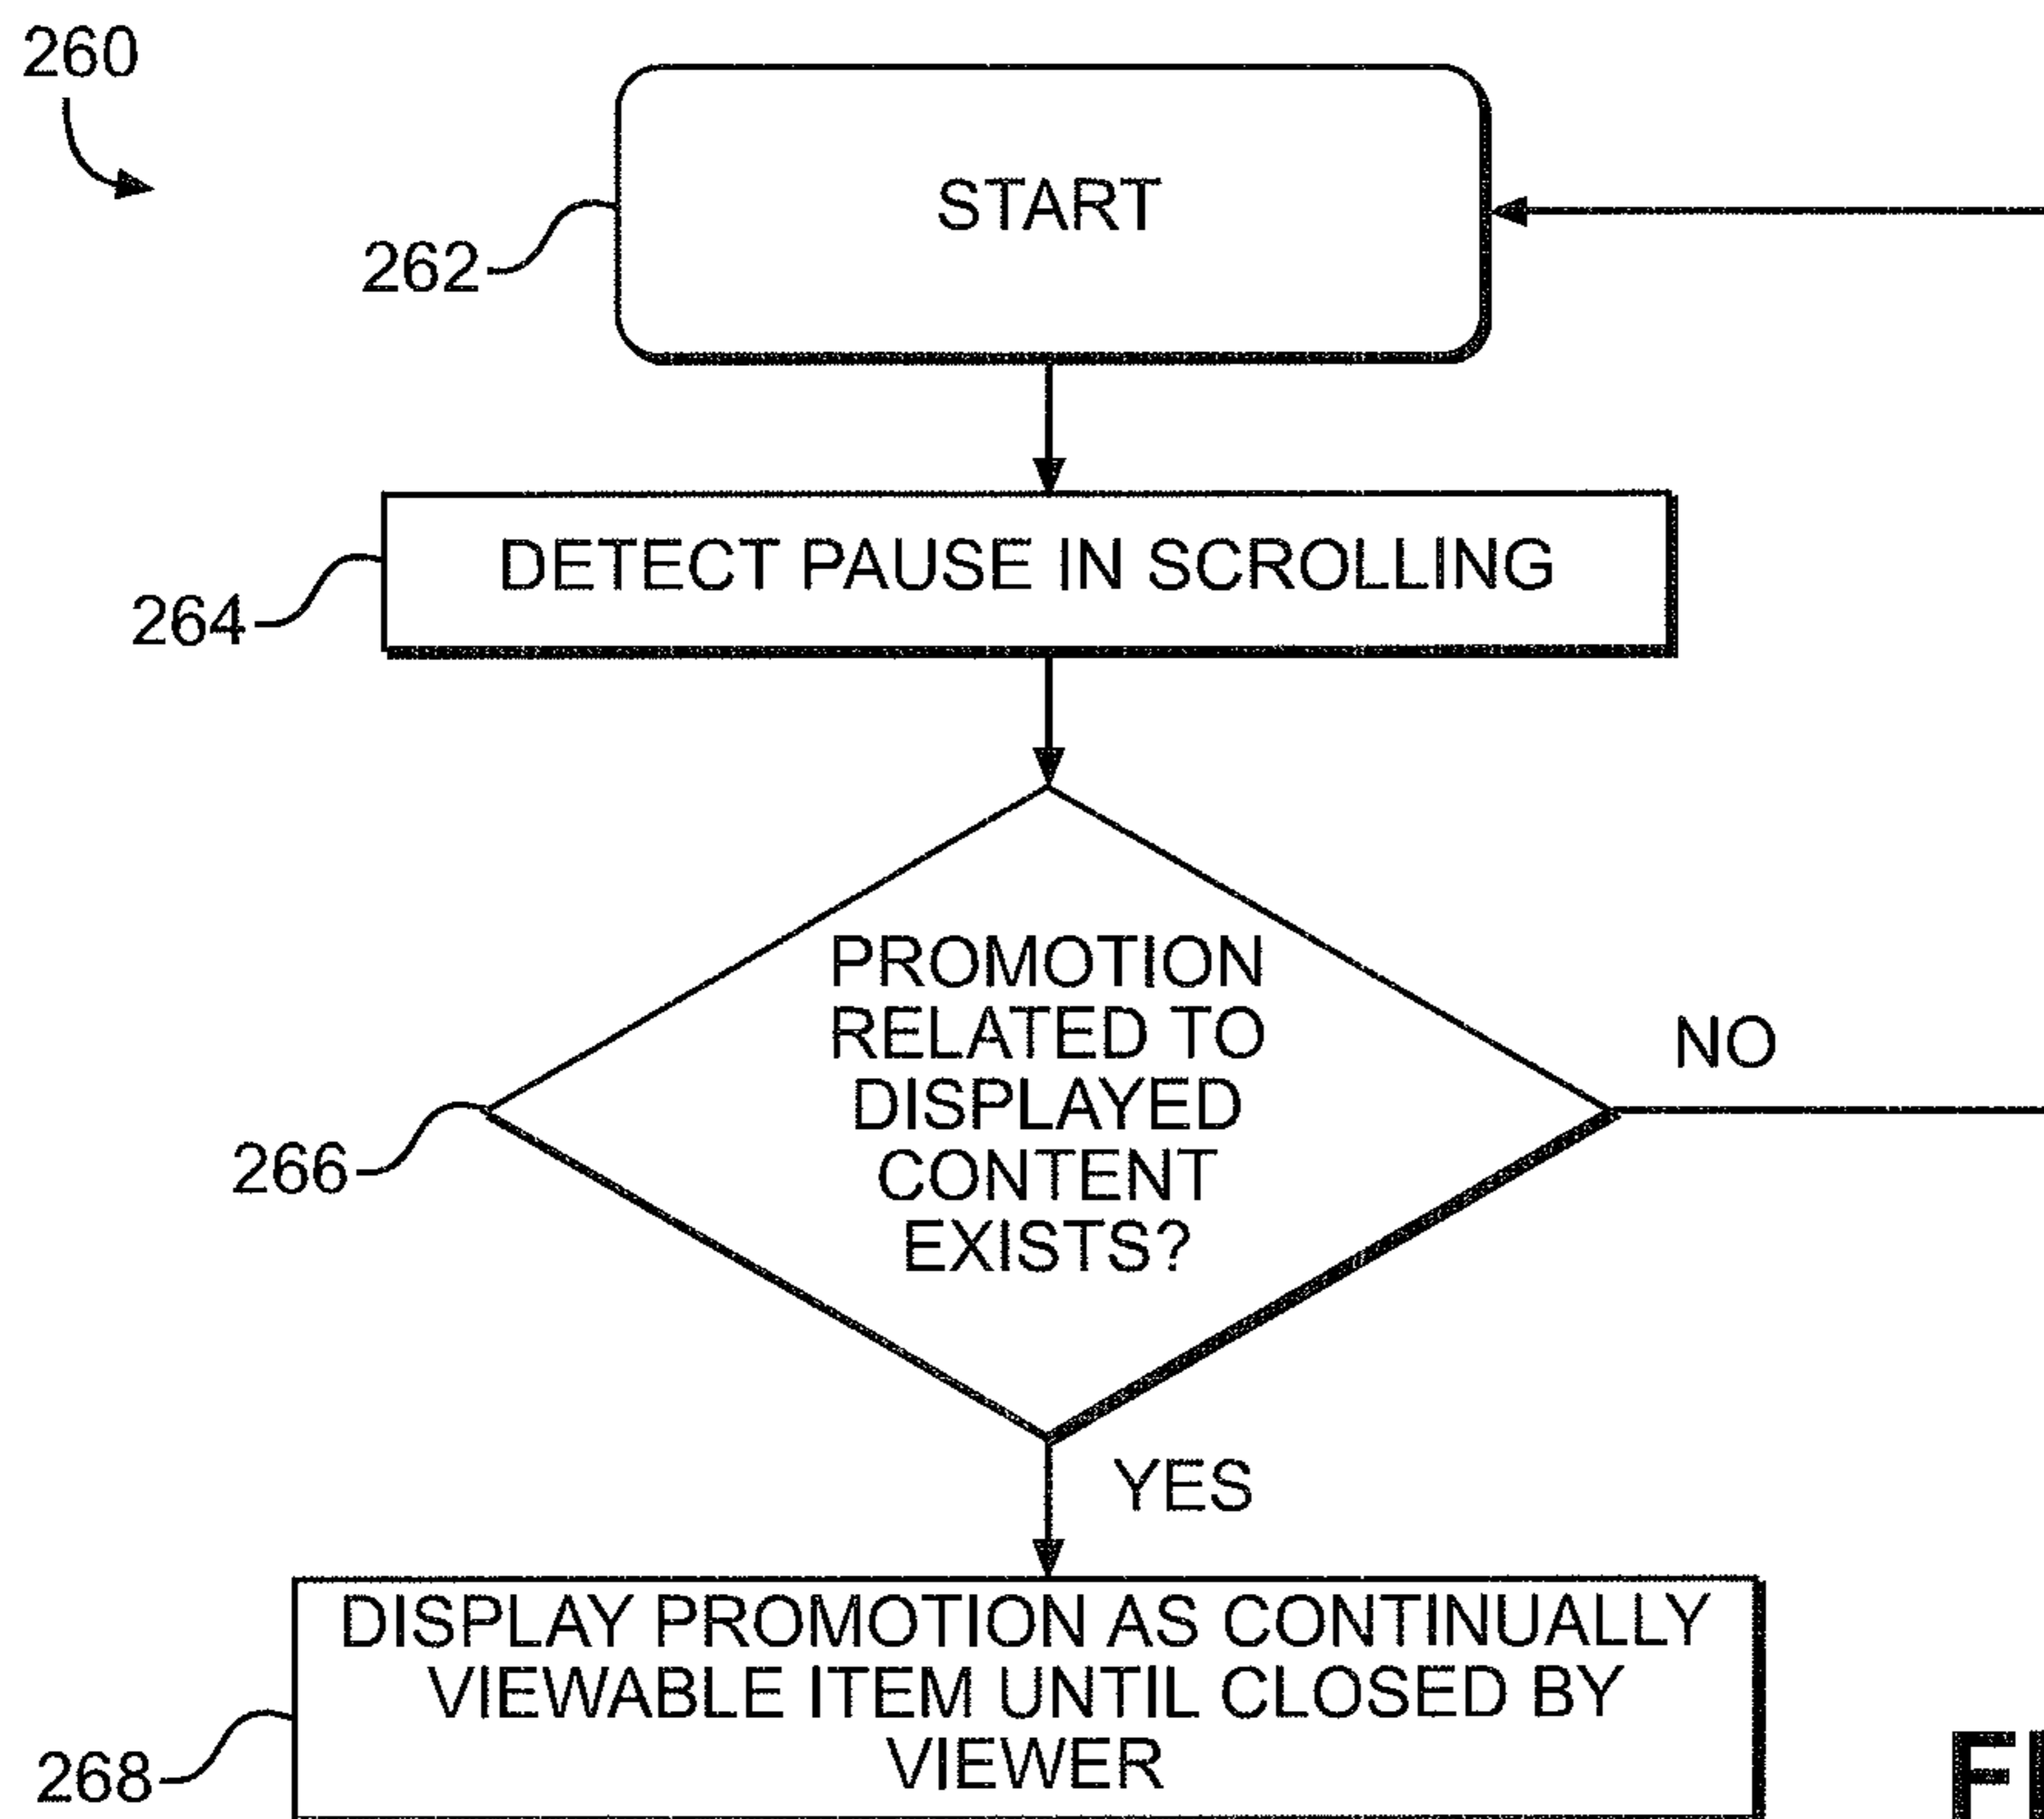 260
START
262
DETECT PAUSE IN SCROLLING
264
PROMOTION
RELATED TO
DISPLAYED
CONTENT
EXISTS?
NO
266
YES
DISPLAY PROMOTION AS CONTINUALLY
VIEWABLE ITEM UNTIL CLOSED BY
VIEWER
268